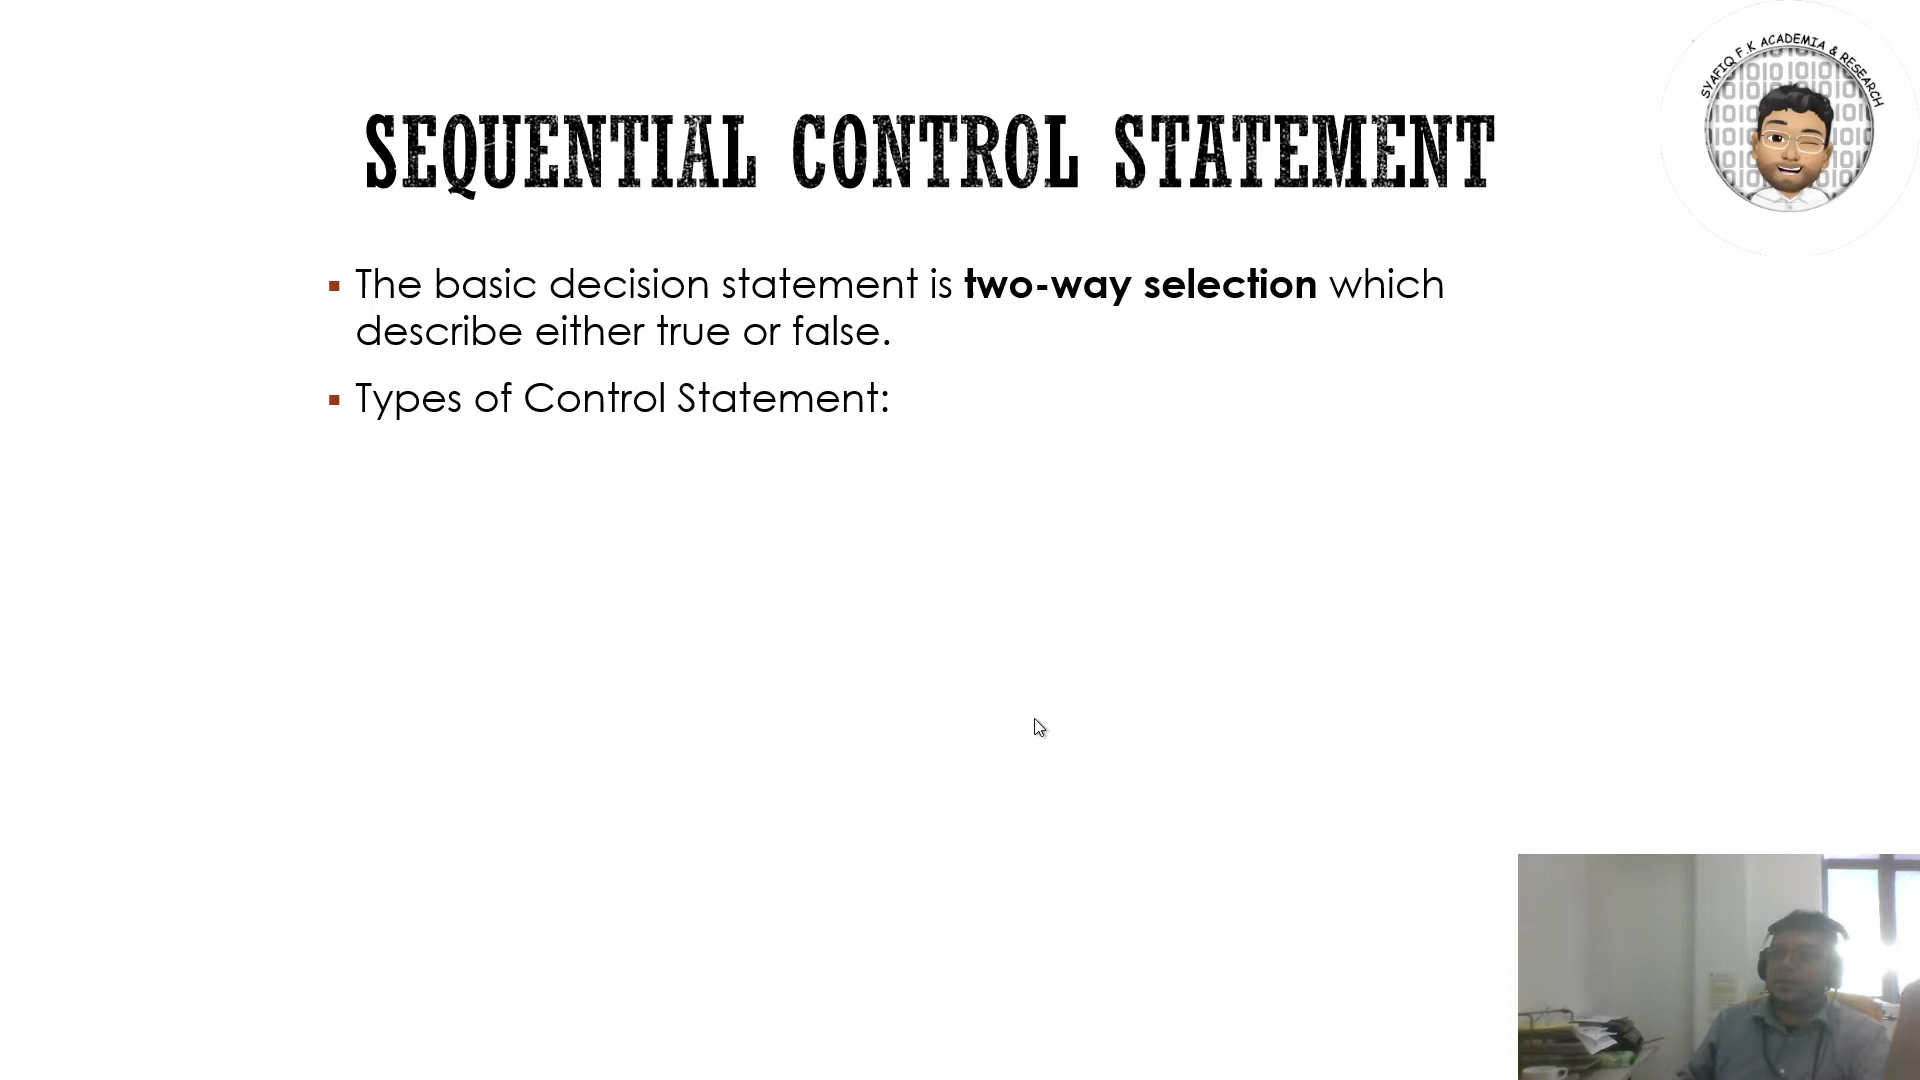 SYAFIQ F.K ACADEMIA & RESEARCH
SEQUENTIAL CONTROL STATEMENT
▪ The basic decision statement is two-way selection which
describe either true or false.
▪ Types of Control Statement: